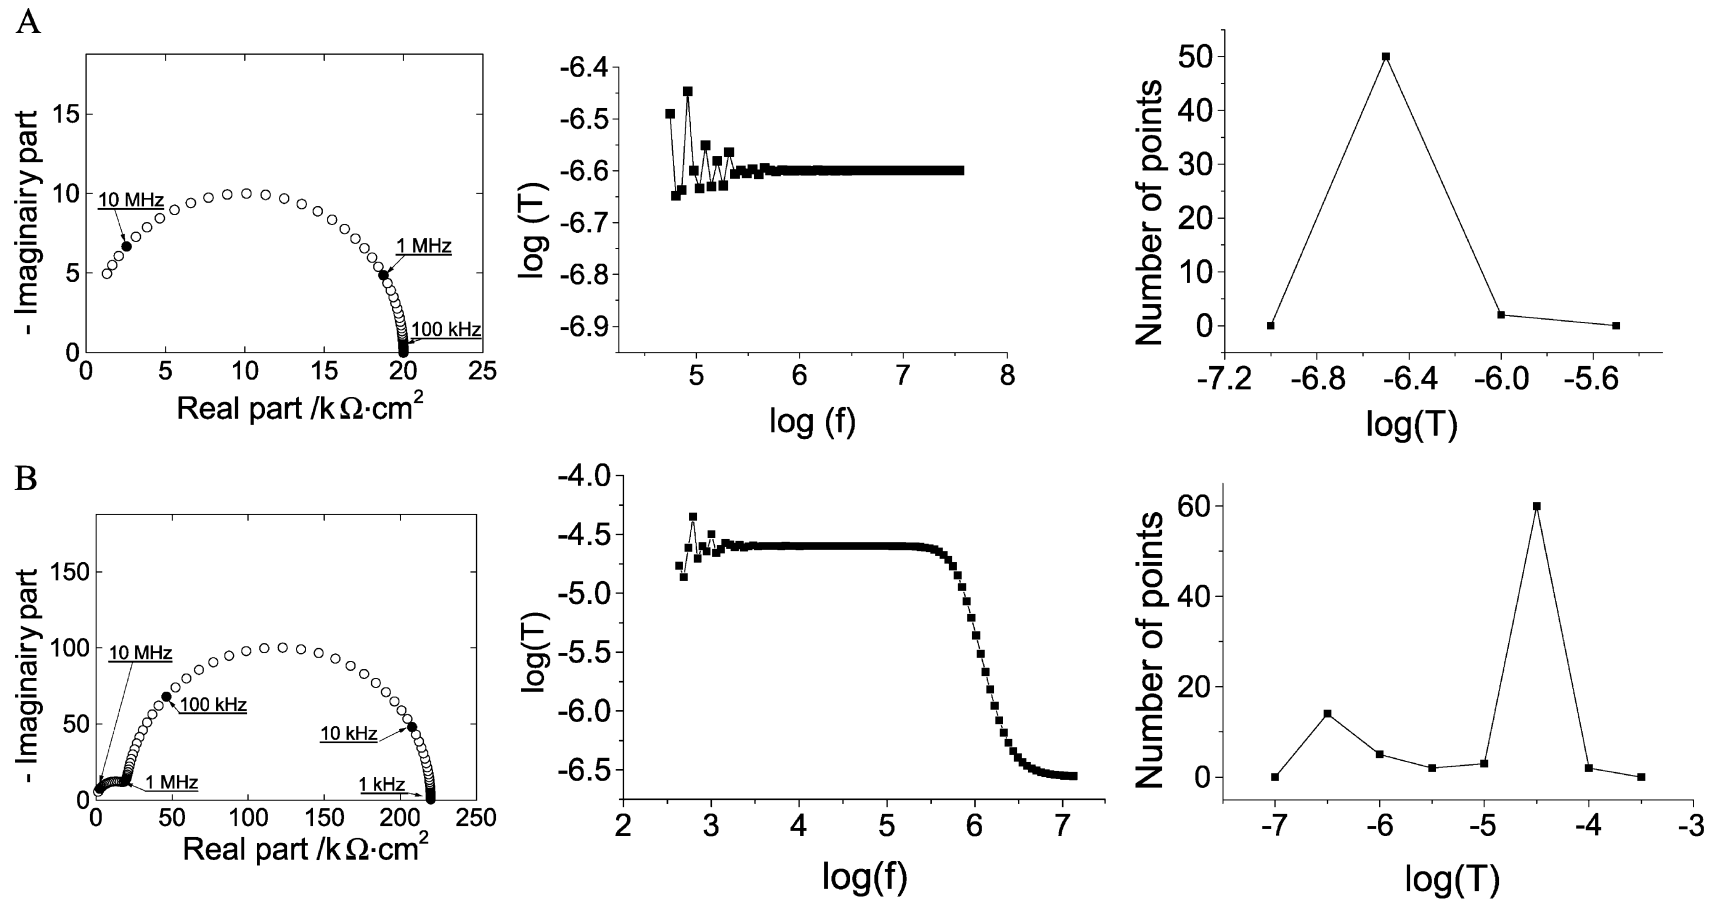 A
- Imaginairy part
15
10
5
0
10 MHz
1 MHz
100 kHz
0 5 10 15 20 25
Real part /k Ω·cm²
log (T)
-6.4
-6.5
-6.6
-6.7
-6.8
-6.9
5 6 7 8
log (f)
Number of points
50
40
30
20
10
0
-7.2 -6.8 -6.4 -6.0 -5.6
log(T)
B
- Imaginairy part
150
100
50
0
10 MHz
100 kHz
10 kHz
1 MHz
1 kHz
0 50 100 150 200 250
Real part /k Ω·cm²
log(T)
-4.0
-4.5
-5.0
-5.5
-6.0
-6.5
2 3 4 5 6 7
log(f)
Number of points
60
40
20
0
-7 -6 -5 -4 -3
log(T)